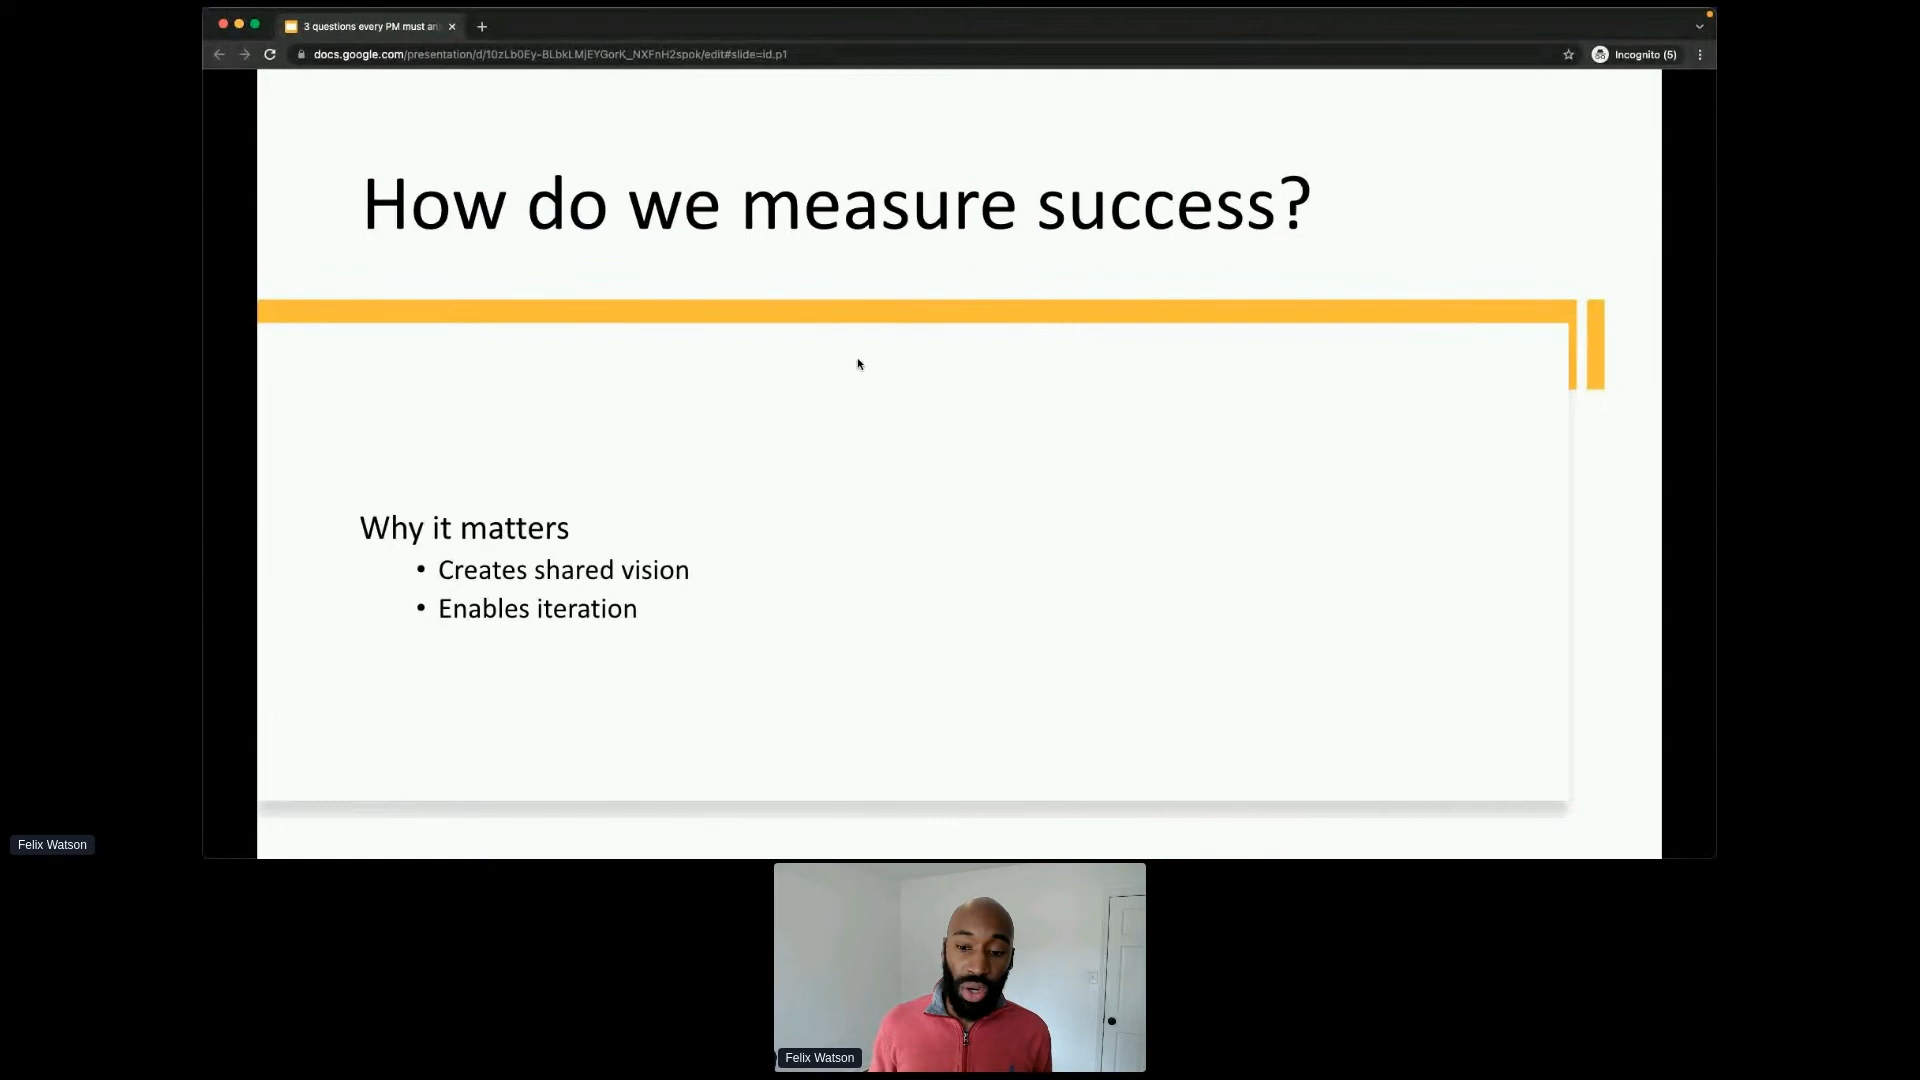 3 questions every PM must an
docs.google.com/presentation/d/10zLb0Ey-BLbkLMjEYGorK_NXFnH2spok/edit#slide=id.p1
Incognito (5)
How do we measure success?
Why it matters
• Creates shared vision
• Enables iteration
Felix Watson
Felix Watson